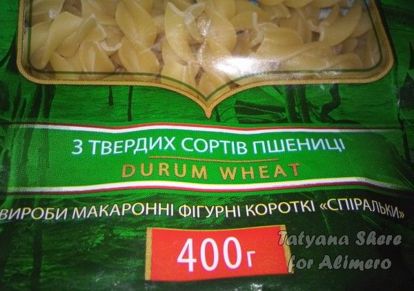 З ТВЕРДИХ СОРТІВ ПШЕНИЦІ
DURUM WHEAT
ВИРОБИ МАКАРОННІ ФІГУРНІ КОРОТКІ «СПІРАЛЬКИ»
400г
Tatyana Shere
for Alimero